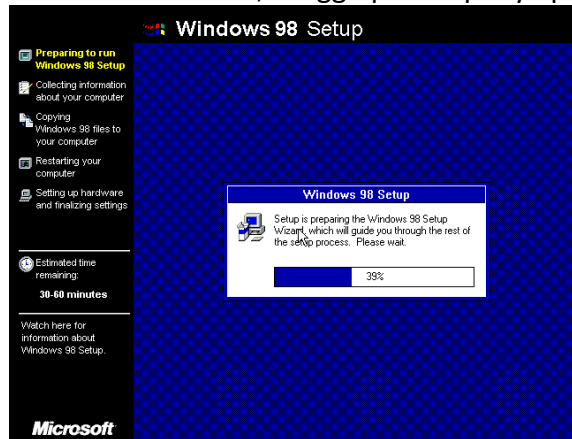 Windows 98 Setup
Preparing to run
Windows 98 Setup
Collecting information
about your computer
Copying
Windows 98 files to
your computer
Restarting your
computer
Setting up hardware
and finalizing settings
Estimated time
remaining:
30-60 minutes
Watch here for
information about
Windows 98 Setup.
Microsoft
Windows 98 Setup
Setup is preparing the Windows 98 Setup
Wizard, which will guide you through the rest of
the setup process. Please wait.
39%